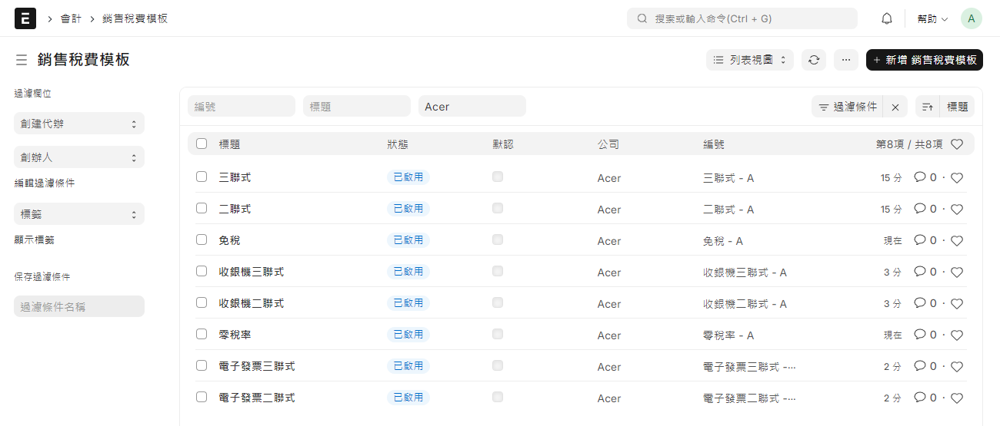 E 會計 銷售稅費模板 搜索或輸入命令(Ctrl + G) 幫助 A
銷售稅費模板 列表視圖 ··· + 新增 銷售稅費模板
過濾欄位
創建代辦
創辦人
編輯過濾條件
標籤
顯示標籤
保存過濾條件
過濾條件名稱
編號 標題 Acer 過濾條件 標題
標題 狀態 默認 公司 編號 第8項 / 共8項
三聯式 已啟用 Acer 三聯式 - A 15 分 0 ·
二聯式 已啟用 Acer 二聯式 - A 15 分 0 ·
免稅 已啟用 Acer 免稅 - A 現在 0 ·
收銀機三聯式 已啟用 Acer 收銀機三聯式 - A 3 分 0 ·
收銀機二聯式 已啟用 Acer 收銀機二聯式 - A 3 分 0 ·
零稅率 已啟用 Acer 零稅率 - A 現在 0 ·
電子發票三聯式 已啟用 Acer 電子發票三聯式 -… 2 分 0 ·
電子發票二聯式 已啟用 Acer 電子發票二聯式 -… 2 分 0 ·